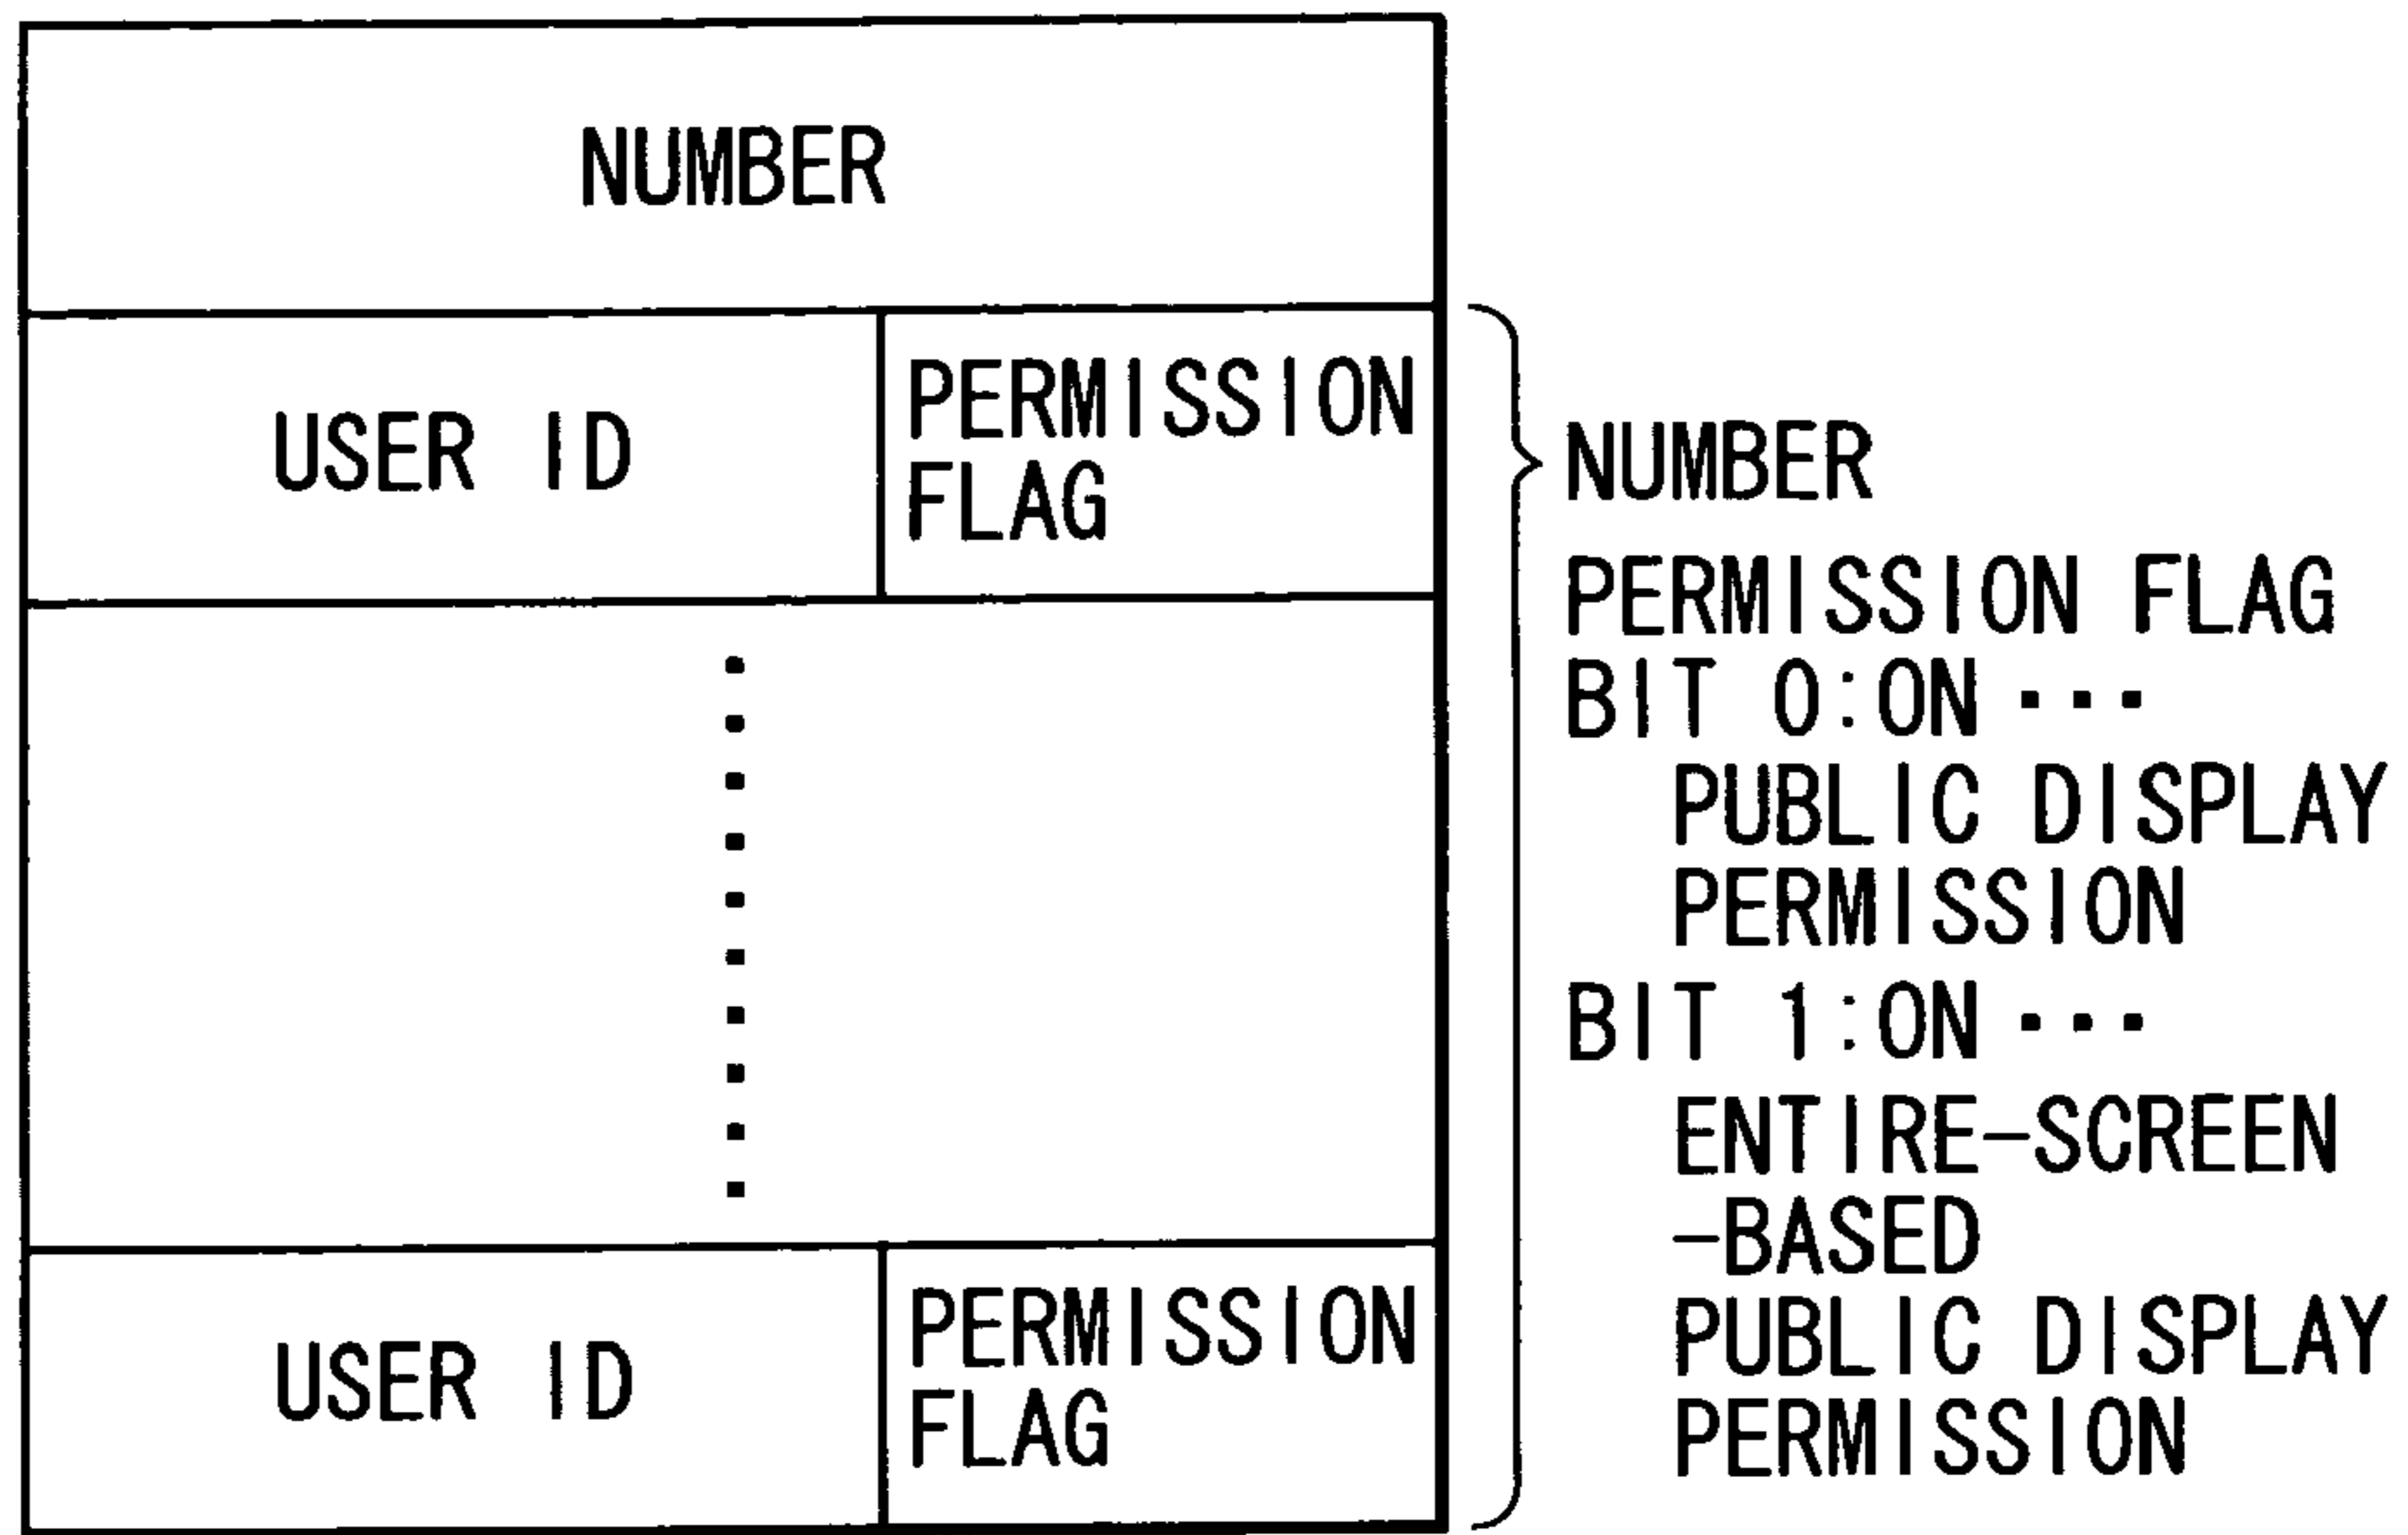 NUMBER
USER ID
PERMISSION
FLAG
USER ID
PERMISSION
FLAG
NUMBER
PERMISSION FLAG
BIT 0:ON ･･･
PUBLIC DISPLAY
PERMISSION
BIT 1:ON ･･･
ENTIRE-SCREEN
-BASED
PUBLIC DISPLAY
PERMISSION